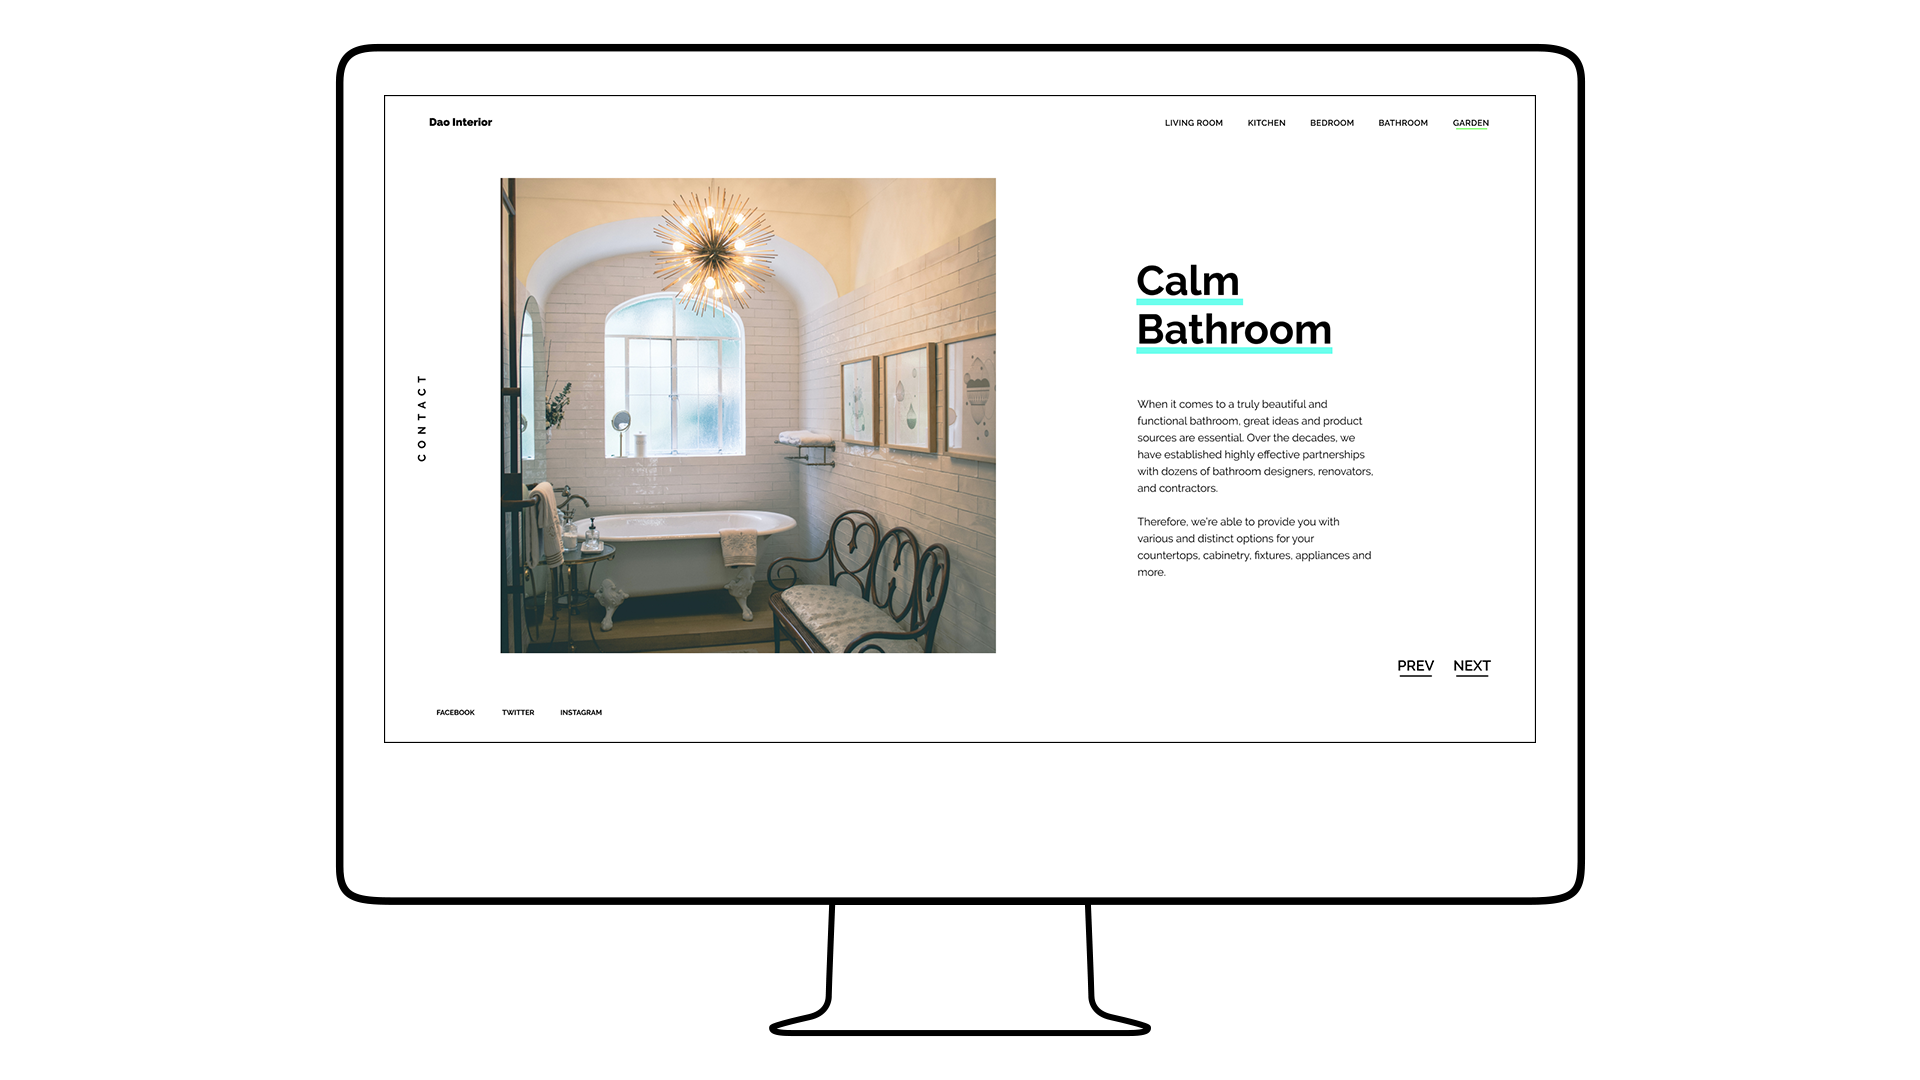 Dao Interior
LIVING ROOM KITCHEN BEDROOM BATHROOM GARDEN
CONTACT
Calm
Bathroom
When it comes to a truly beautiful and
functional bathroom, great ideas and product
sources are essential. Over the decades, we
have established highly effective partnerships
with dozens of bathroom designers, renovators,
and contractors.
Therefore, we're able to provide you with
various and distinct options for your
countertops, cabinetry, fixtures, appliances and
more.
PREV NEXT
FACEBOOK TWITTER INSTAGRAM